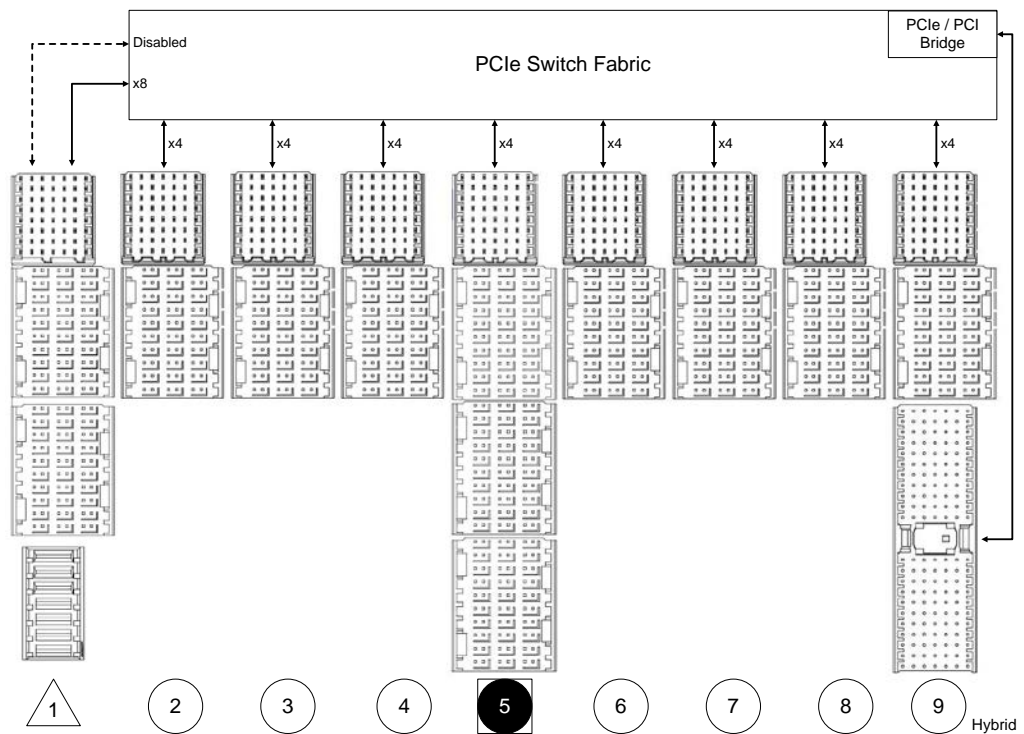 PCIe / PCI
Bridge
Disabled
PCIe Switch Fabric
x8
x4 x4 x4 x4 x4 x4 x4 x4
1 2 3 4 5 6 7 8 9 Hybrid